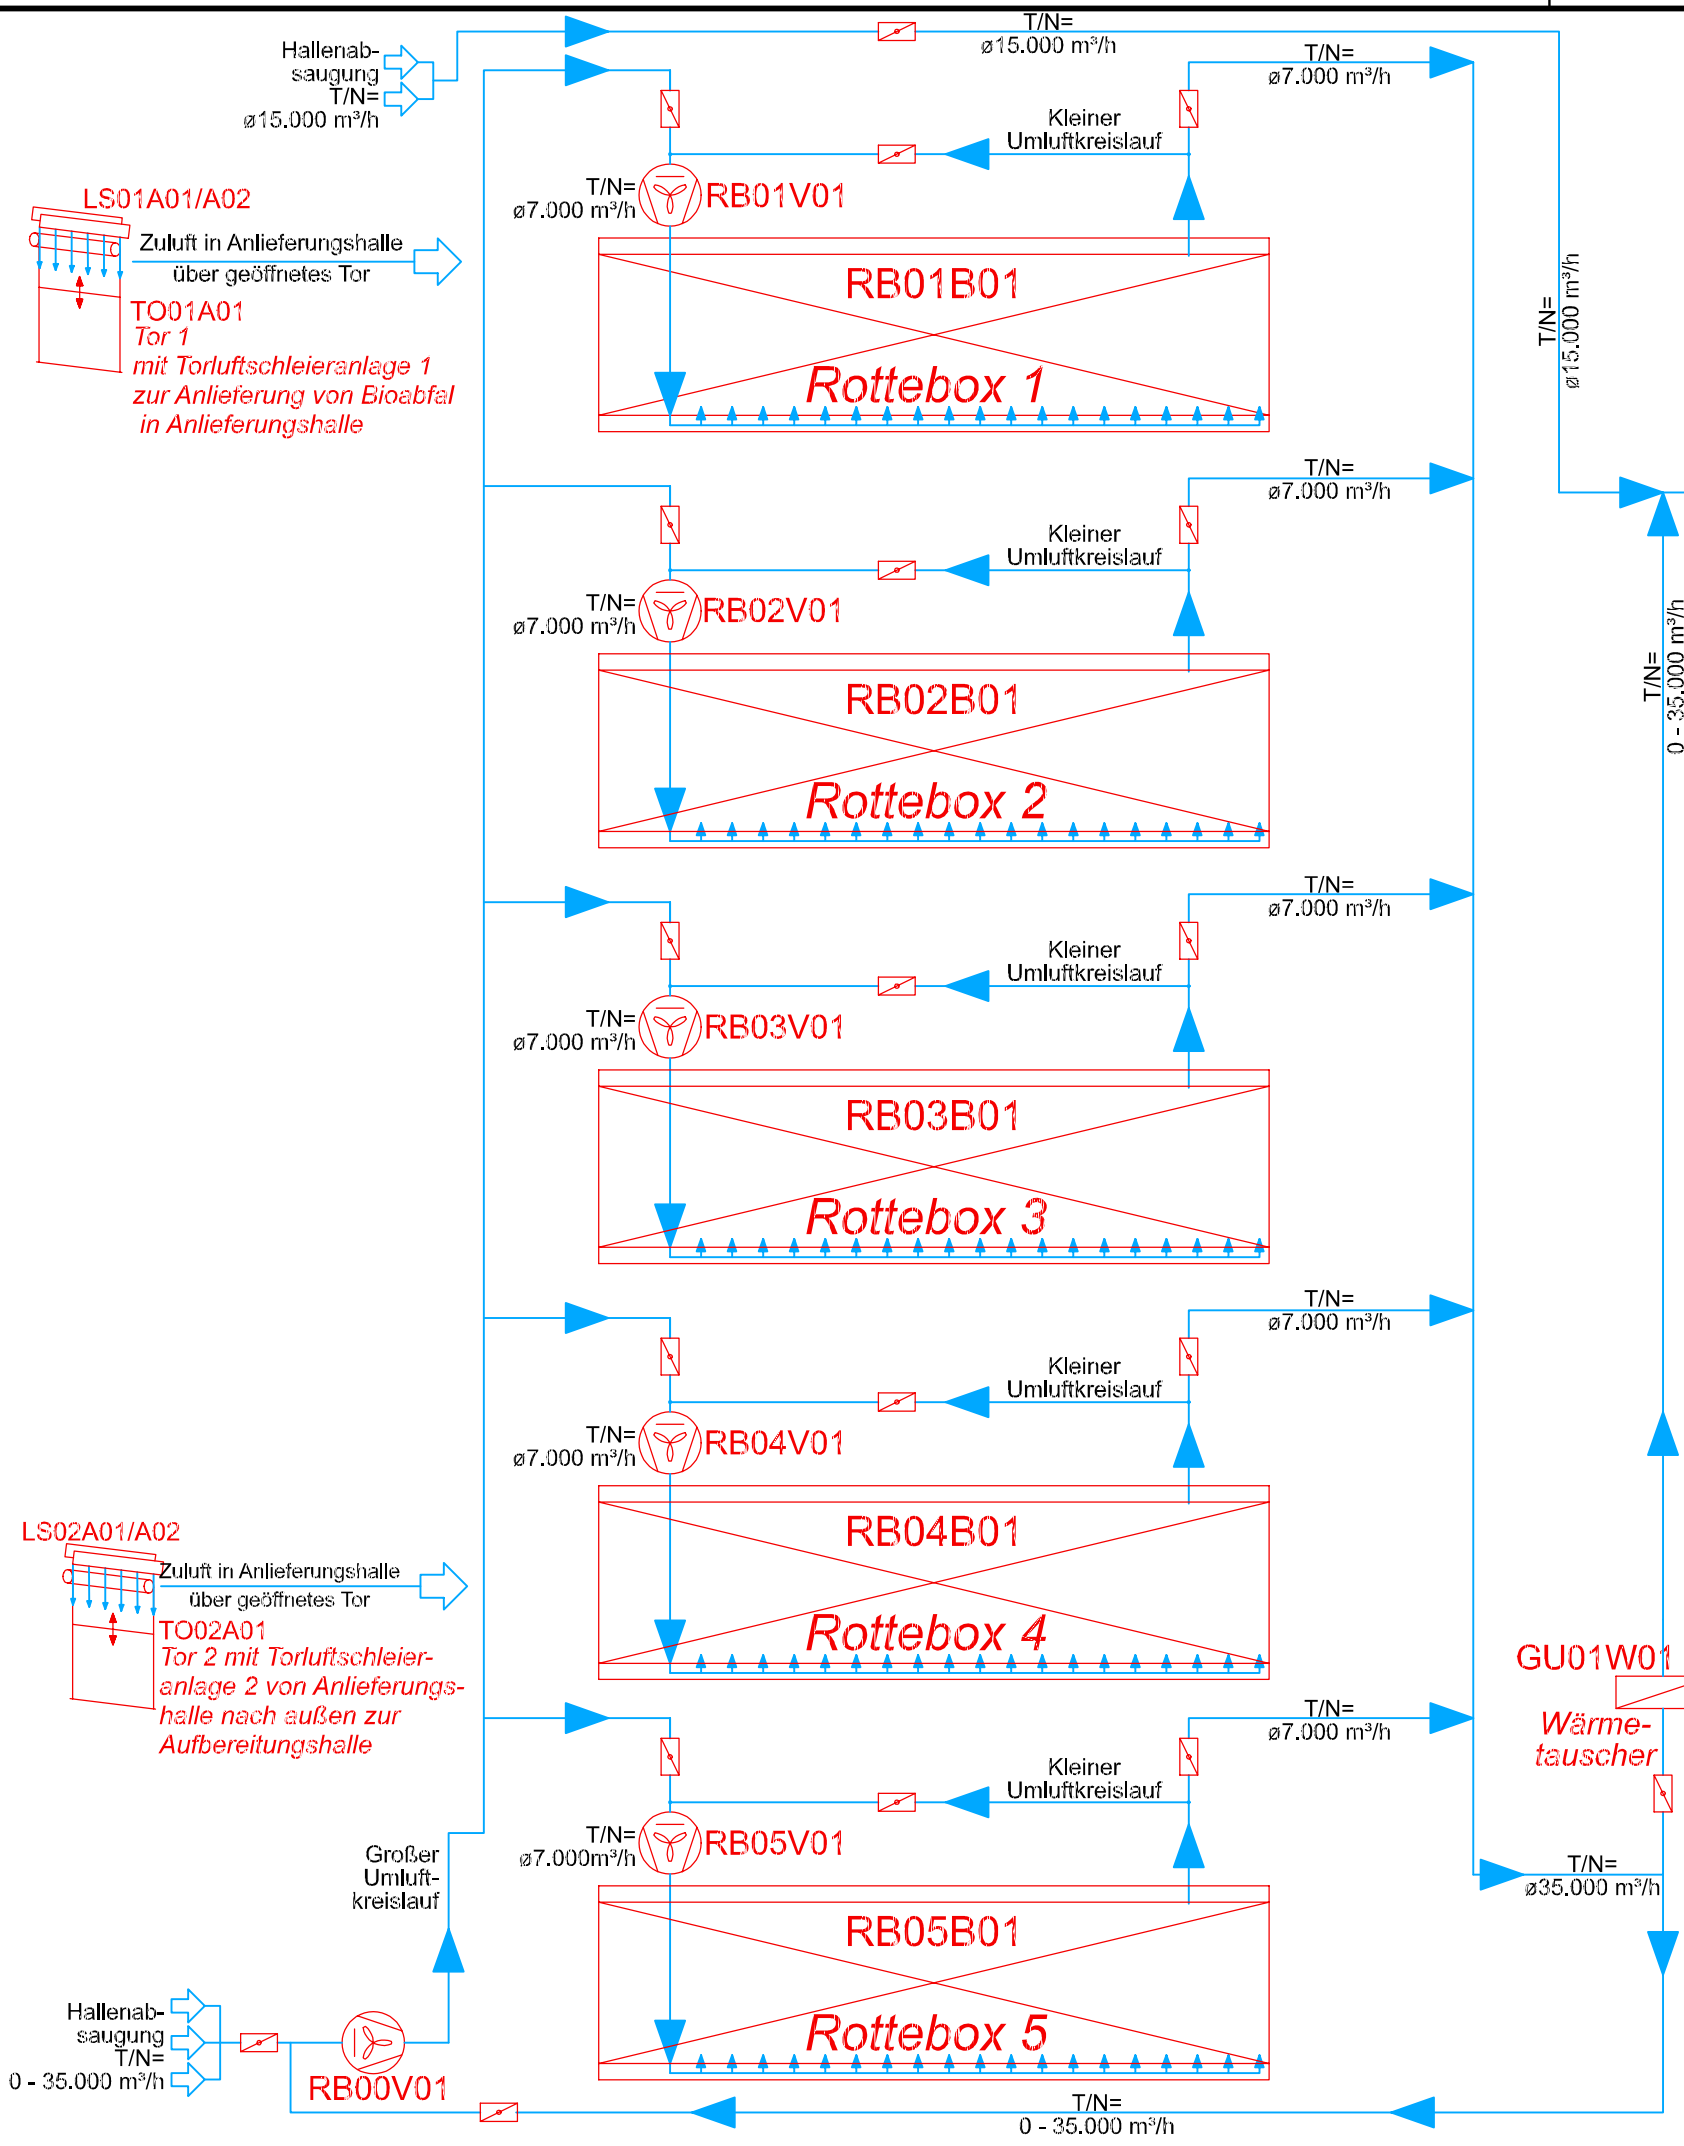 T/N=
ø15.000 m³/h
Hallenab-
saugung
T/N=
ø15.000 m³/h
T/N=
ø7.000 m³/h
Kleiner
Umluftkreislauf
T/N=
ø7.000 m³/h
RB01V01
LS01A01/A02
Zuluft in Anlieferungshalle
über geöffnetes Tor
TO01A01
Tor 1
mit Torluftschleieranlage 1
zur Anlieferung von Bioabfal
in Anlieferungshalle
RB01B01
Rottebox 1
T/N=
ø15.000 m³/h
T/N=
ø7.000 m³/h
Kleiner
Umluftkreislauf
T/N=
ø7.000 m³/h
RB02V01
RB02B01
Rottebox 2
T/N=
0 - 35.000 m³/h
T/N=
ø7.000 m³/h
Kleiner
Umluftkreislauf
T/N=
ø7.000 m³/h
RB03V01
RB03B01
Rottebox 3
T/N=
ø7.000 m³/h
Kleiner
Umluftkreislauf
T/N=
ø7.000 m³/h
RB04V01
RB04B01
Rottebox 4
LS02A01/A02
Zuluft in Anlieferungshalle
über geöffnetes Tor
TO02A01
Tor 2 mit Torluftschleier-
anlage 2 von Anlieferungs-
halle nach außen zur
Aufbereitungshalle
GU01W01
Wärme-
tauscher
T/N=
ø7.000 m³/h
Kleiner
Umluftkreislauf
T/N=
ø7.000m³/h
RB05V01
RB05B01
Rottebox 5
T/N=
ø35.000 m³/h
Großer
Umluft-
kreislauf
Hallenab-
saugung
T/N=
0 - 35.000 m³/h
RB00V01
T/N=
0 - 35.000 m³/h